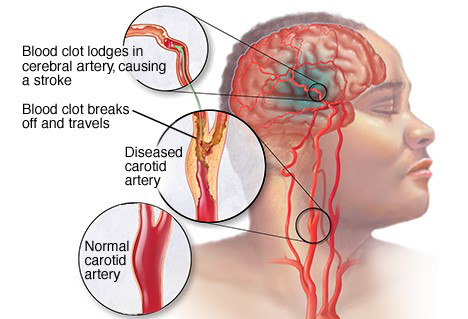 Blood clot lodges in
cerebral artery, causing
a stroke
Blood clot breaks
off and travels
Diseased
carotid
artery
Normal
carotid
artery